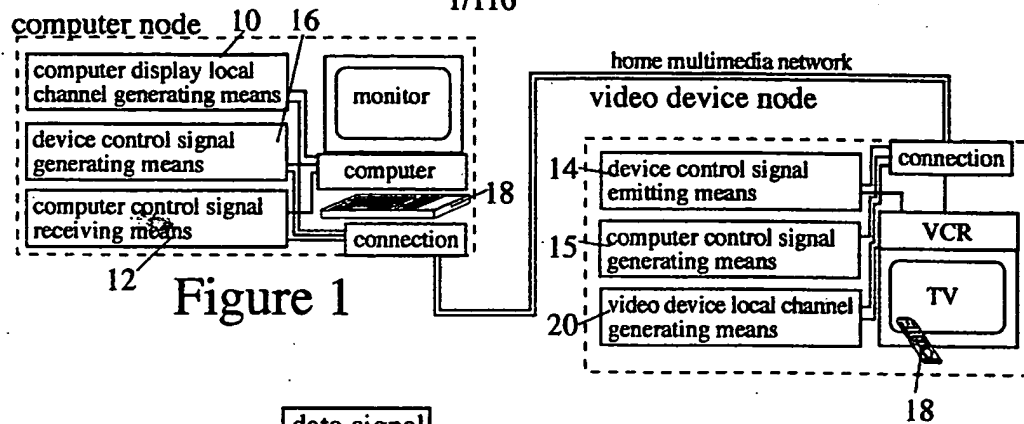 1/116
computer node
10
16
computer display local
channel generating means
device control signal
generating means
computer control signal
receiving means
12
monitor
computer
18
connection
Figure 1
home multimedia network
video device node
14
device control signal
emitting means
15
computer control signal
generating means
20
video device local channel
generating means
connection
VCR
TV
18
data signal